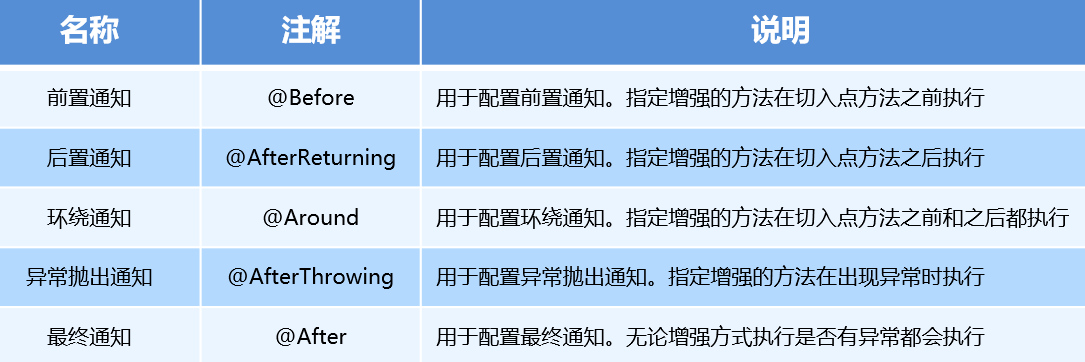 名称 注解 说明
前置通知 @Before 用于配置前置通知。指定增强的方法在切入点方法之前执行
后置通知 @AfterReturning 用于配置后置通知。指定增强的方法在切入点方法之后执行
环绕通知 @Around 用于配置环绕通知。指定增强的方法在切入点方法之前和之后都执行
异常抛出通知 @AfterThrowing 用于配置异常抛出通知。指定增强的方法在出现异常时执行
最终通知 @After 用于配置最终通知。无论增强方式执行是否有异常都会执行